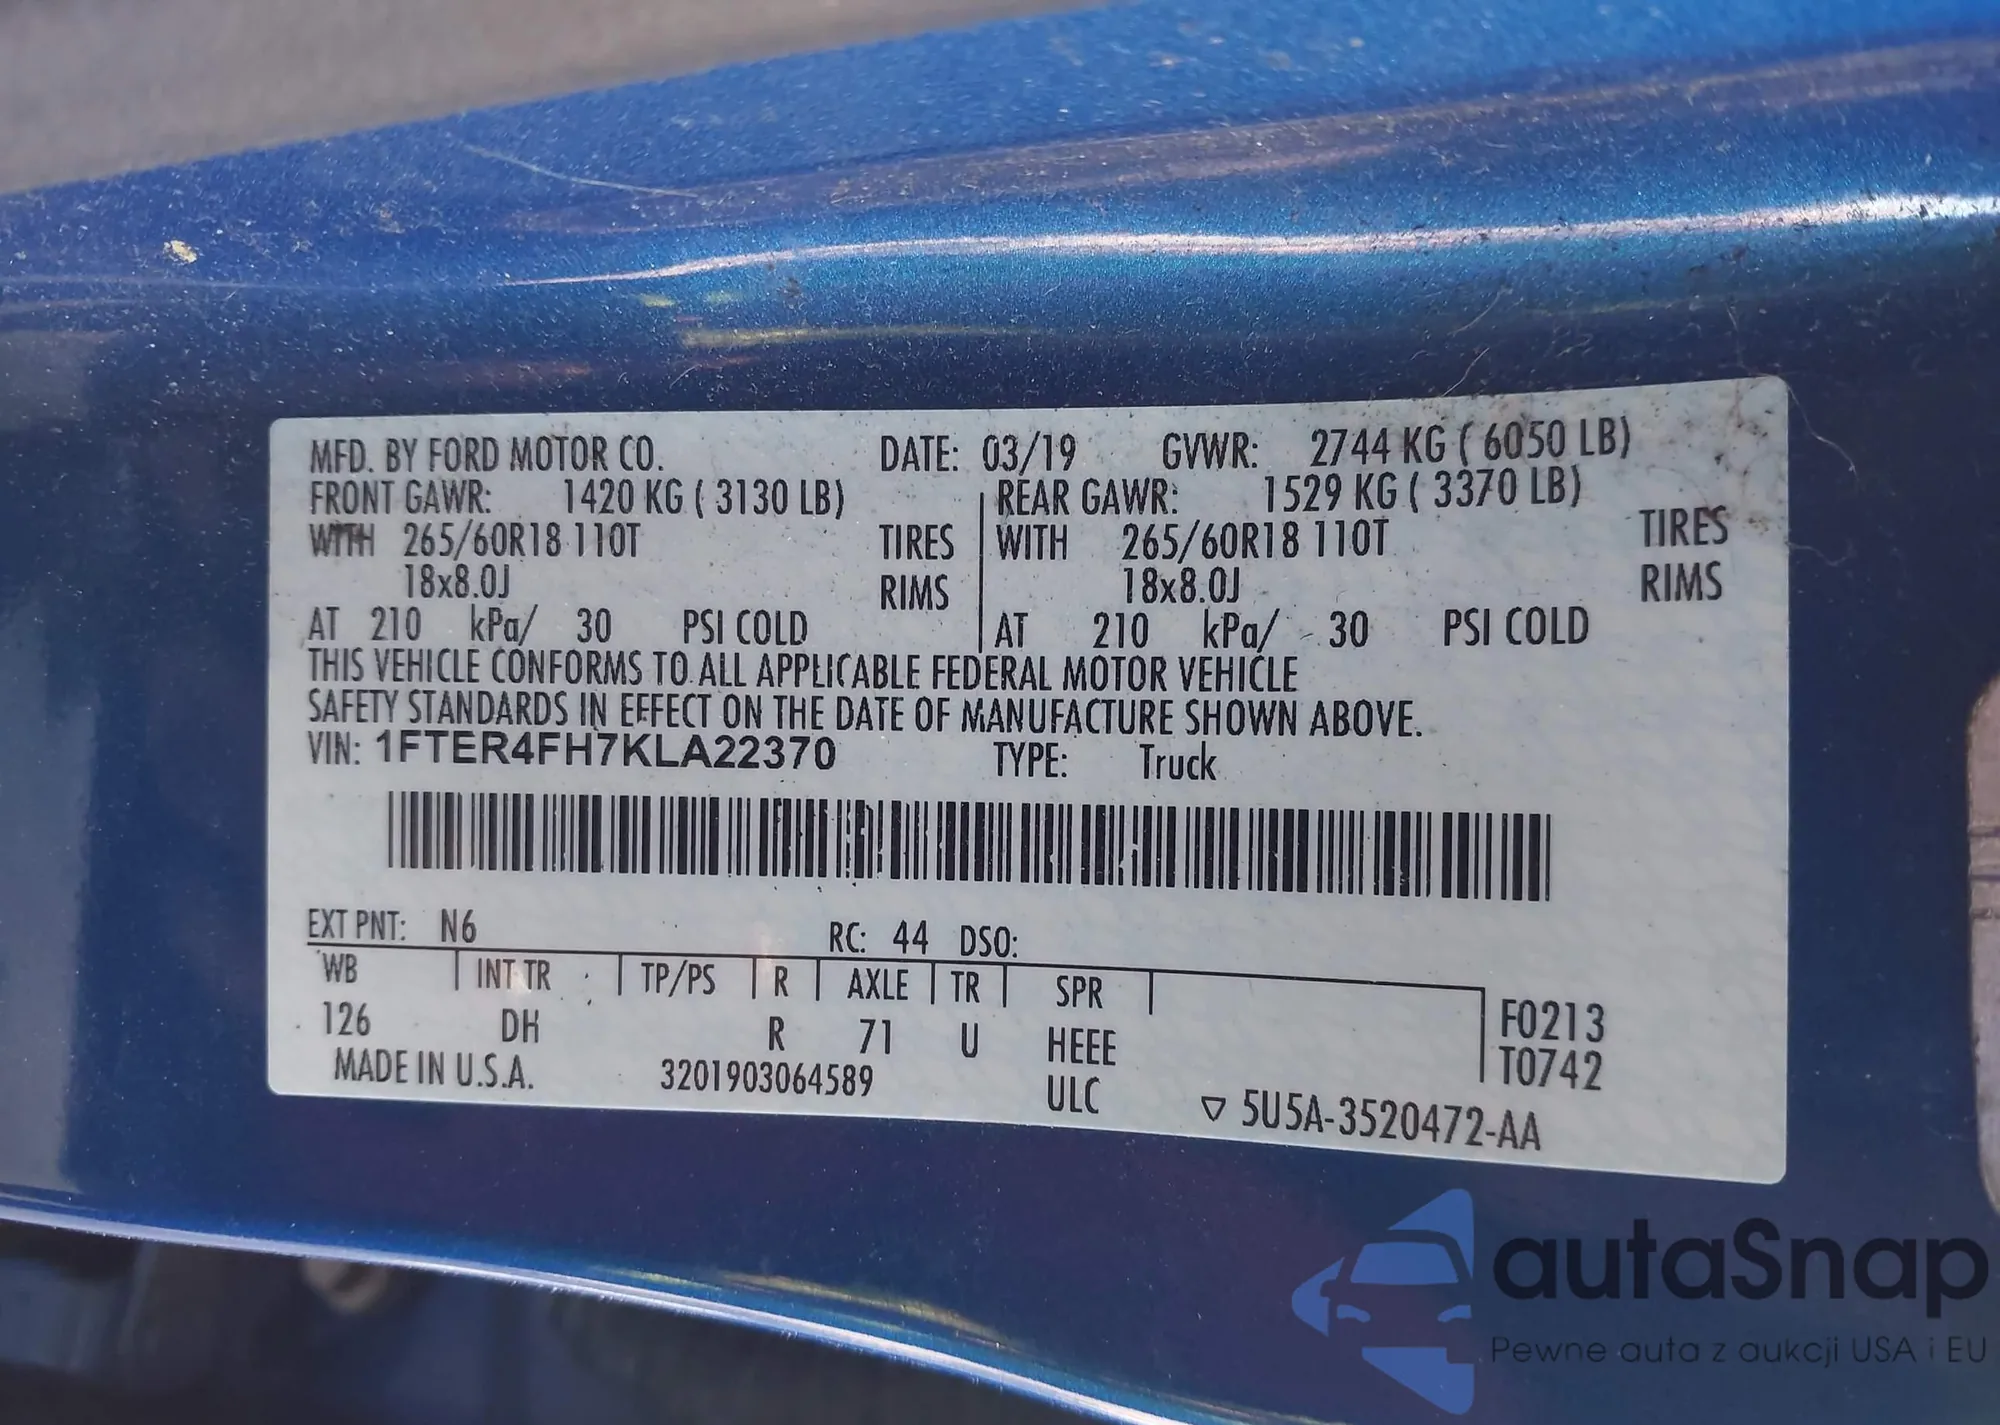 MFD. BY FORD MOTOR CO. DATE: 03/19 GVWR: 2744 KG ( 6050 LB)
FRONT GAWR: 1420 KG ( 3130 LB) REAR GAWR: 1529 KG ( 3370 LB)
WITH 265/60R18 110T TIRES WITH 265/60R18 110T TIRES
18x8.0J RIMS 18x8.0J RIMS
AT 210 kPa/ 30 PSI COLD AT 210 kPa/ 30 PSI COLD
THIS VEHICLE CONFORMS TO ALL APPLICABLE FEDERAL MOTOR VEHICLE
SAFETY STANDARDS IN EFFECT ON THE DATE OF MANUFACTURE SHOWN ABOVE.
VIN: 1FTER4FH7KLA22370 TYPE: Truck
EXT PNT: N6 RC: 44 DSO:
WB INT TR TP/PS R AXLE TR SPR
126 DH R 71 U HEEE F0213
T0742
MADE IN U.S.A. 3201903064589 ULC ▽ 5U5A-3520472-AA
autaSnap
Pewne auta z aukcji USA i EU